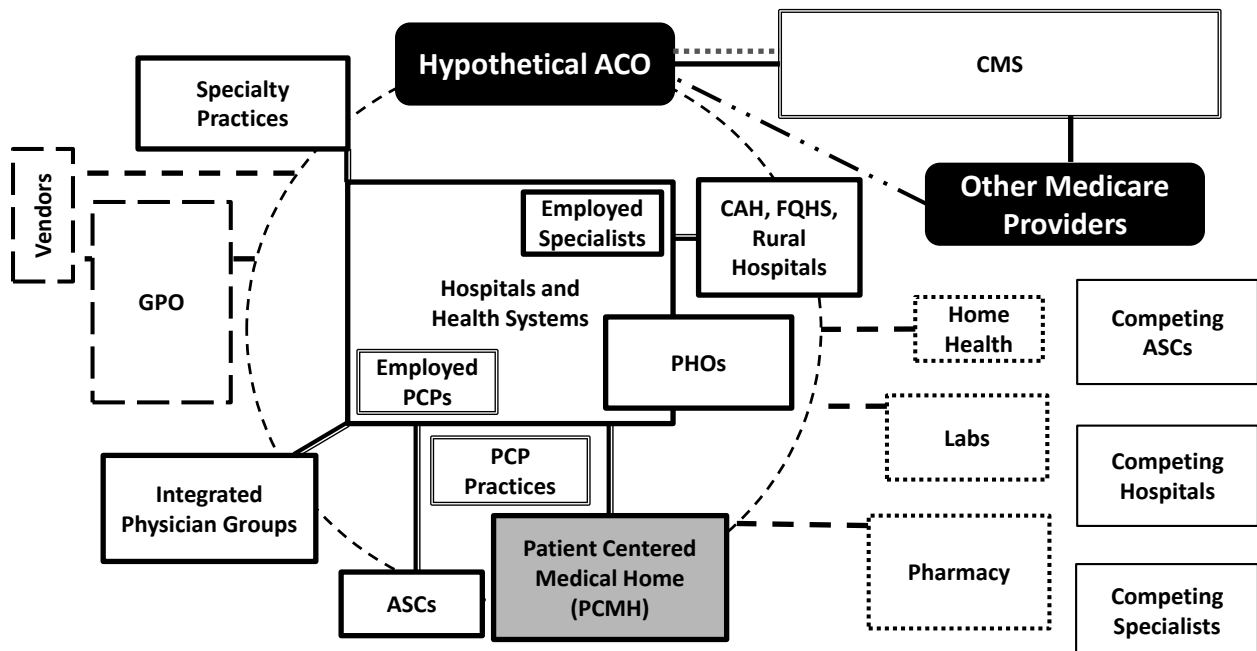 Hypothetical ACO
CMS
Specialty
Practices
Vendors
GPO
Employed
Specialists
CAH, FQHS,
Rural
Hospitals
Other Medicare
Providers
Hospitals and
Health Systems
Employed
PCPs
PHOs
Home
Health
Competing
ASCs
Labs
Competing
Hospitals
Integrated
Physician Groups
PCP
Practices
Patient Centered
Medical Home
(PCMH)
ASCs
Pharmacy
Competing
Specialists